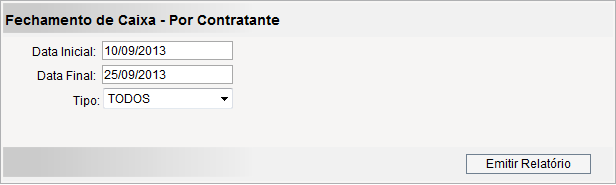 Fechamento de Caixa - Por Contratante
Data Inicial: 10/09/2013
Data Final: 25/09/2013
Tipo: TODOS
Emitir Relatório